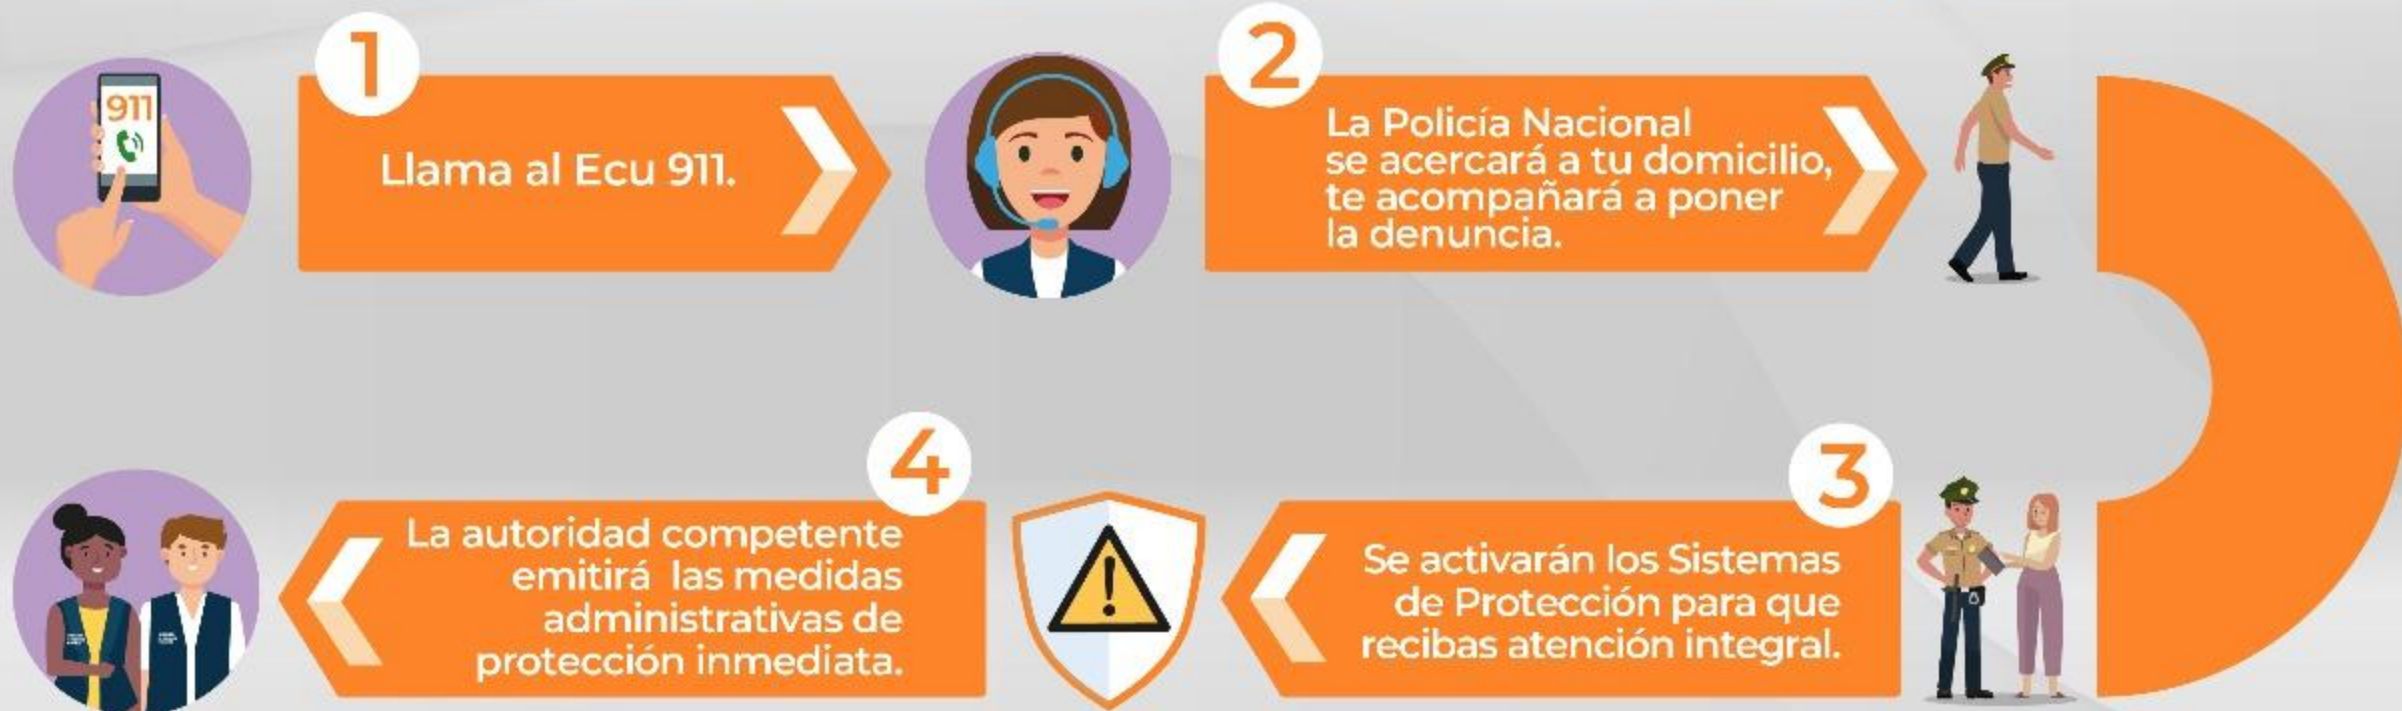 911
1
Llama al Ecu 911.
2
La Policía Nacional
se acercará a tu domicilio,
te acompañará a poner
la denuncia.
3
Se activarán los Sistemas
de Protección para que
recibas atención integral.
4
La autoridad competente
emitirá las medidas
administrativas de
protección inmediata.